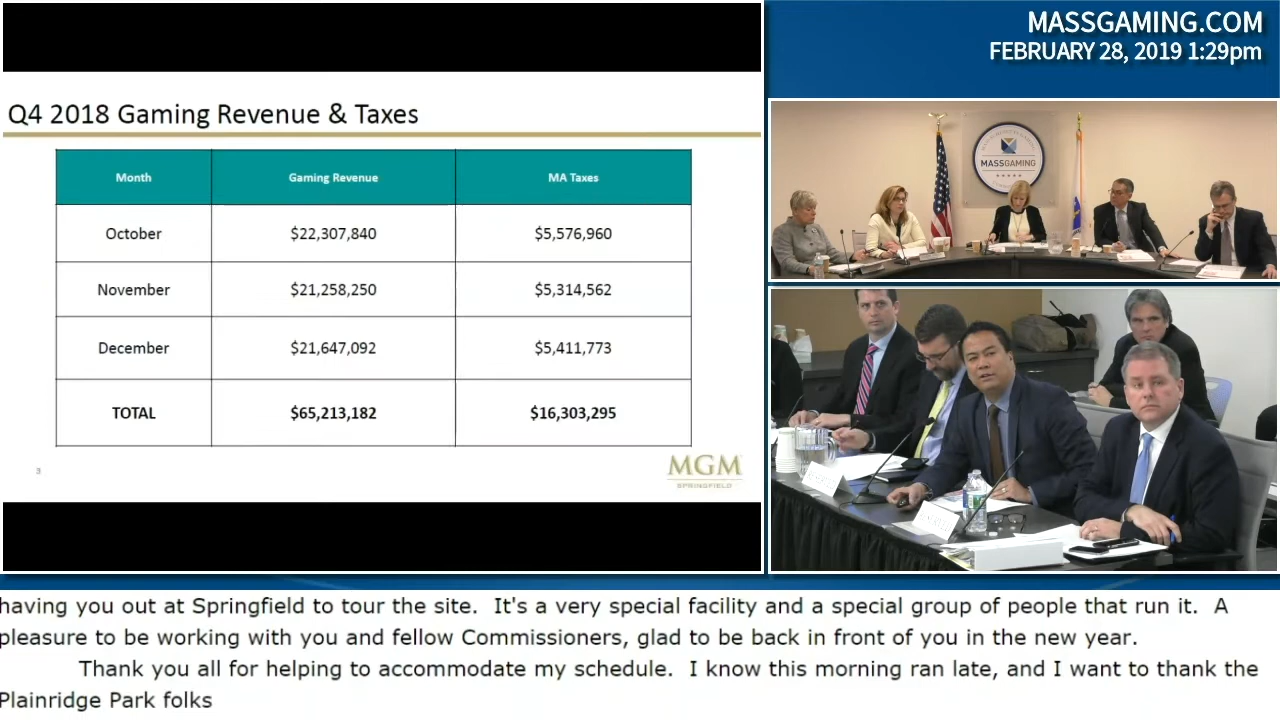 MASSGAMING.COM
FEBRUARY 28, 2019 1:29pm
Q4 2018 Gaming Revenue & Taxes
Month Gaming Revenue MA Taxes
October $22,307,840 $5,576,960
November $21,258,250 $5,314,562
December $21,647,092 $5,411,773
TOTAL $65,213,182 $16,303,295
3
MGM
SPRINGFIELD
MASSGAMING
having you out at Springfield to tour the site. It's a very special facility and a special group of people that run it. A
pleasure to be working with you and fellow Commissioners, glad to be back in front of you in the new year.
Thank you all for helping to accommodate my schedule. I know this morning ran late, and I want to thank the
Plainridge Park folks